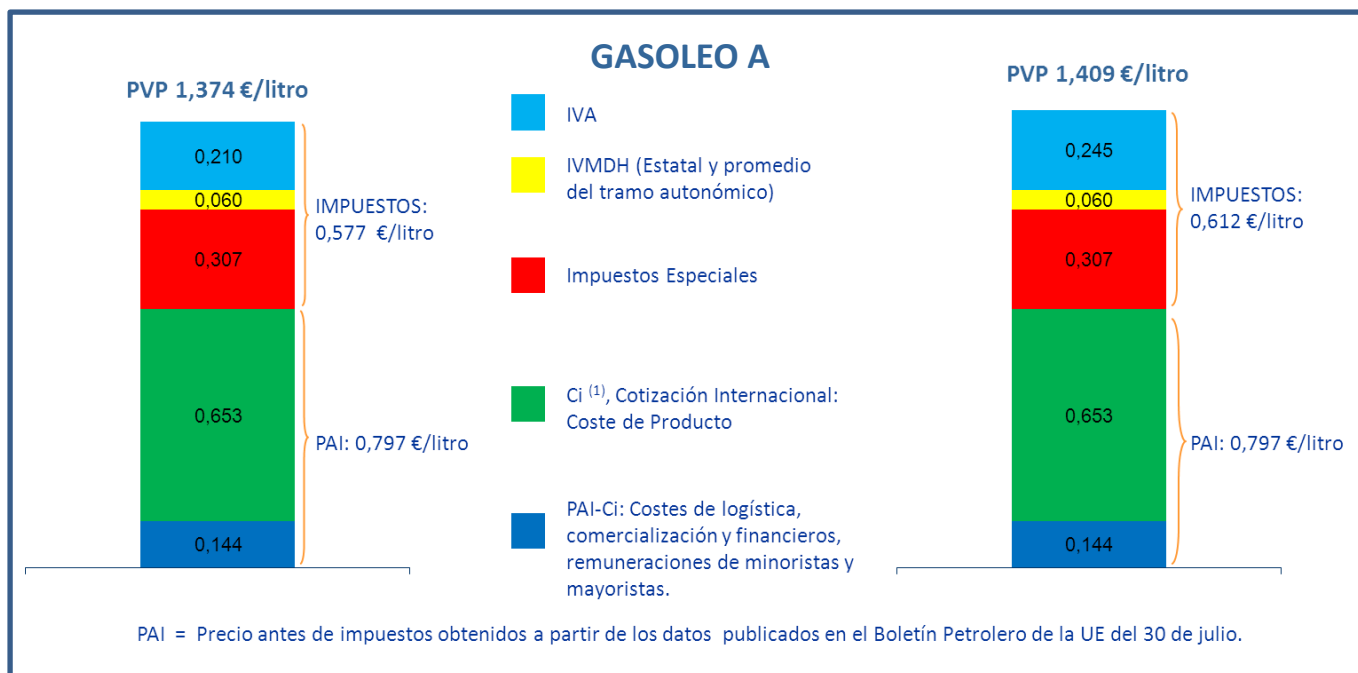 GASOLEO A
PVP 1,374 €/litro
0,210
0,060
0,307
0,653
0,144
IMPUESTOS:
0,577 €/litro
PAI: 0,797 €/litro
IVA
IVMDH (Estatal y promedio
del tramo autonómico)
Impuestos Especiales
Ci (1), Cotización Internacional:
Coste de Producto
PAI-Ci: Costes de logística,
comercialización y financieros,
remuneraciones de minoristas y
mayoristas.
PVP 1,409 €/litro
0,245
0,060
0,307
0,653
0,144
IMPUESTOS:
0,612 €/litro
PAI: 0,797 €/litro
PAI = Precio antes de impuestos obtenidos a partir de los datos publicados en el Boletín Petrolero de la UE del 30 de julio.